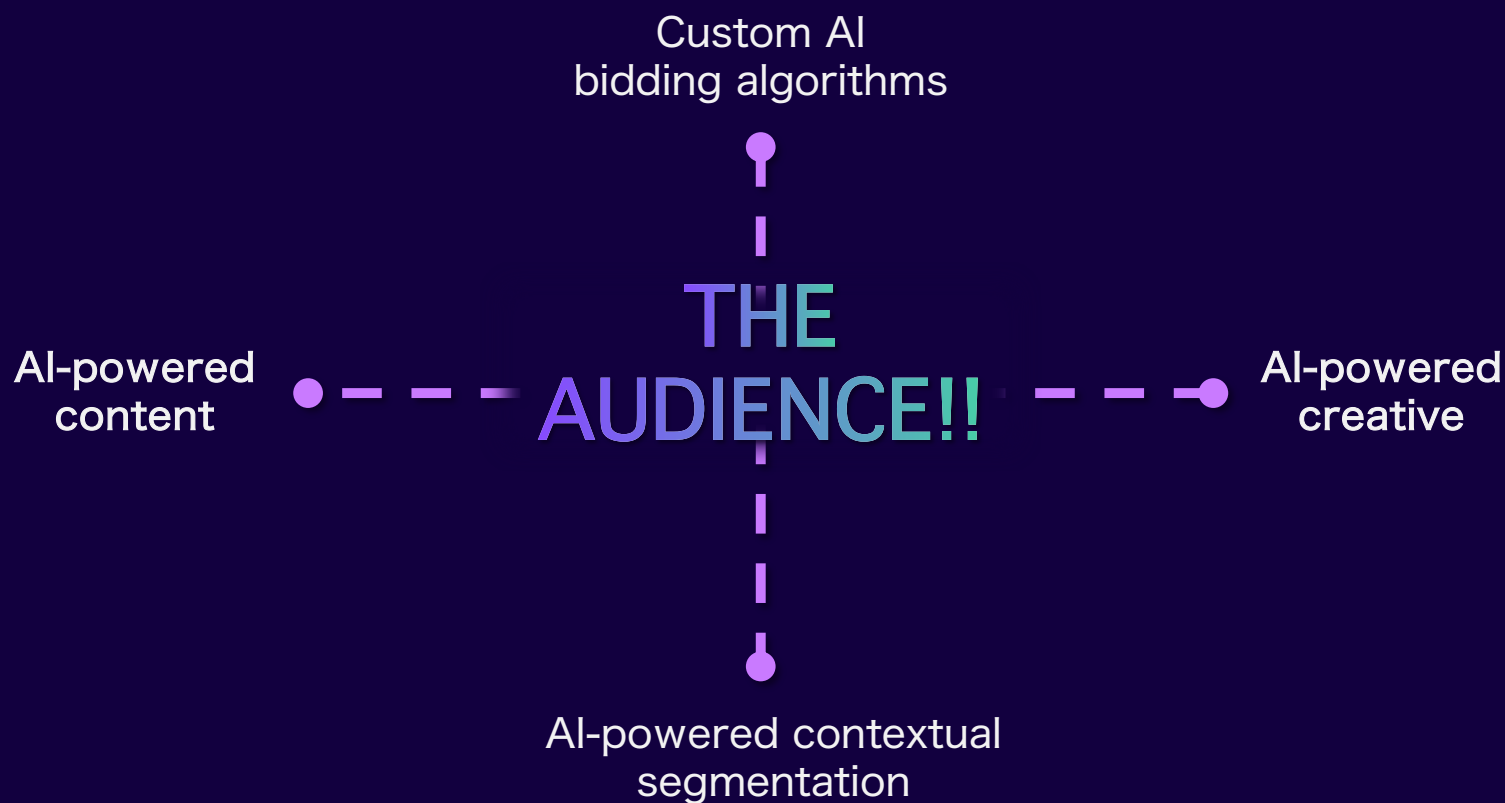 Custom AI
bidding algorithms
THE
AUDIENCE!!
AI-powered
content
AI-powered
creative
AI-powered contextual
segmentation